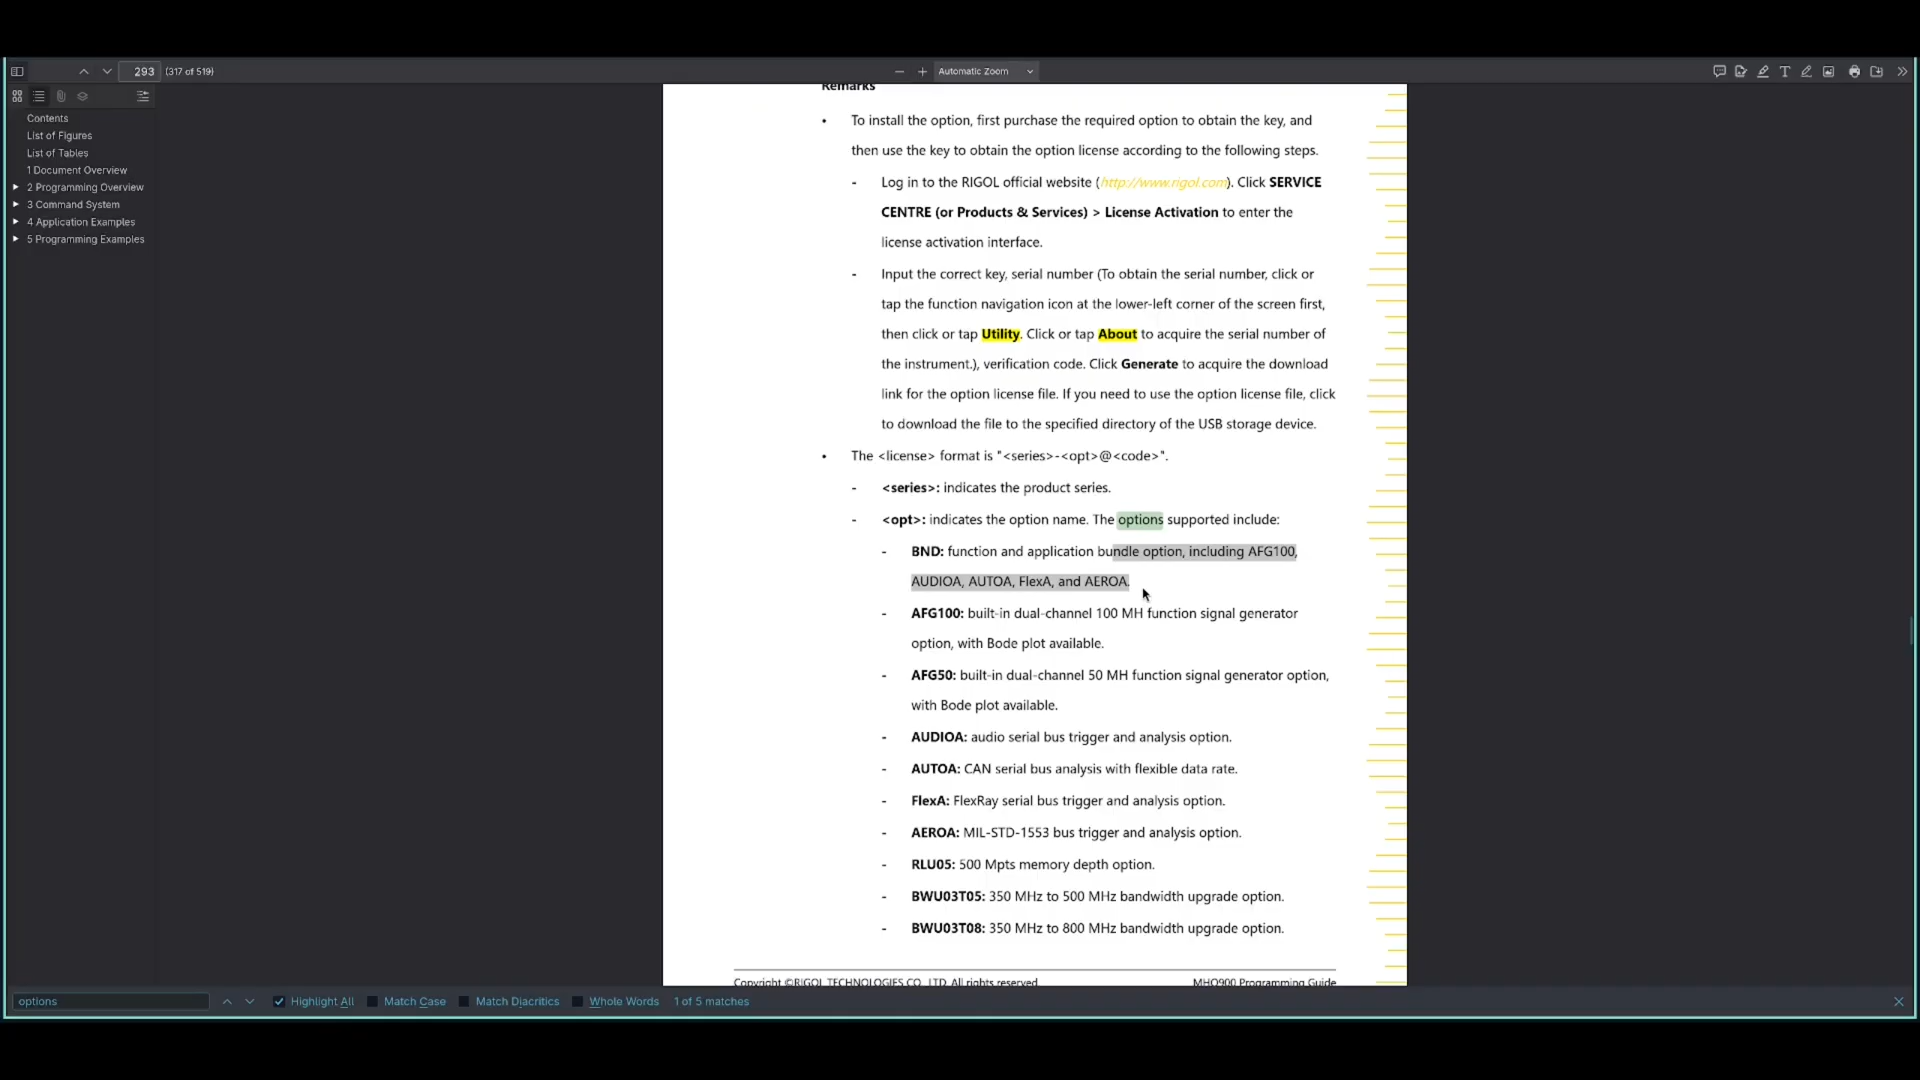 293 (317 of 519)
Automatic Zoom
Contents
List of Figures
List of Tables
1 Document Overview
2 Programming Overview
3 Command System
4 Application Examples
5 Programming Examples
Remarks
• To install the option, first purchase the required option to obtain the key, and
then use the key to obtain the option license according to the following steps.
- Log in to the RIGOL official website (http://www.rigol.com). Click SERVICE
CENTRE (or Products & Services) > License Activation to enter the
license activation interface.
- Input the correct key, serial number (To obtain the serial number, click or
tap the function navigation icon at the lower-left corner of the screen first,
then click or tap Utility. Click or tap About to acquire the serial number of
the instrument.), verification code. Click Generate to acquire the download
link for the option license file. If you need to use the option license file, click
to download the file to the specified directory of the USB storage device.
• The <license> format is "<series>-<opt>@<code>".
- <series>: indicates the product series.
- <opt>: indicates the option name. The options supported include:
- BND: function and application bundle option, including AFG100,
AUDIOA, AUTOA, FlexA, and AEROA.
- AFG100: built-in dual-channel 100 MH function signal generator
option, with Bode plot available.
- AFG50: built-in dual-channel 50 MH function signal generator option,
with Bode plot available.
- AUDIOA: audio serial bus trigger and analysis option.
- AUTOA: CAN serial bus analysis with flexible data rate.
- FlexA: FlexRay serial bus trigger and analysis option.
- AEROA: MIL-STD-1553 bus trigger and analysis option.
- RLU05: 500 Mpts memory depth option.
- BWU03T05: 350 MHz to 500 MHz bandwidth upgrade option.
- BWU03T08: 350 MHz to 800 MHz bandwidth upgrade option.
Copyright ©RIGOL TECHNOLOGIES CO., LTD. All rights reserved. MHO900 Programming Guide
options Highlight All Match Case Match Diacritics Whole Words 1 of 5 matches